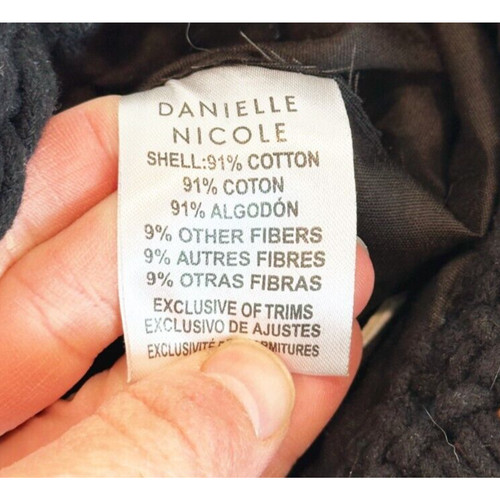 DANIELLE
NICOLE
SHELL:91% COTTON
91% COTON
91% ALGODÓN
9% OTHER FIBERS
9% AUTRES FIBRES
9% OTRAS FIBRAS
EXCLUSIVE OF TRIMS
EXCLUSIVO DE AJUSTES
EXCLUSIVITÉ